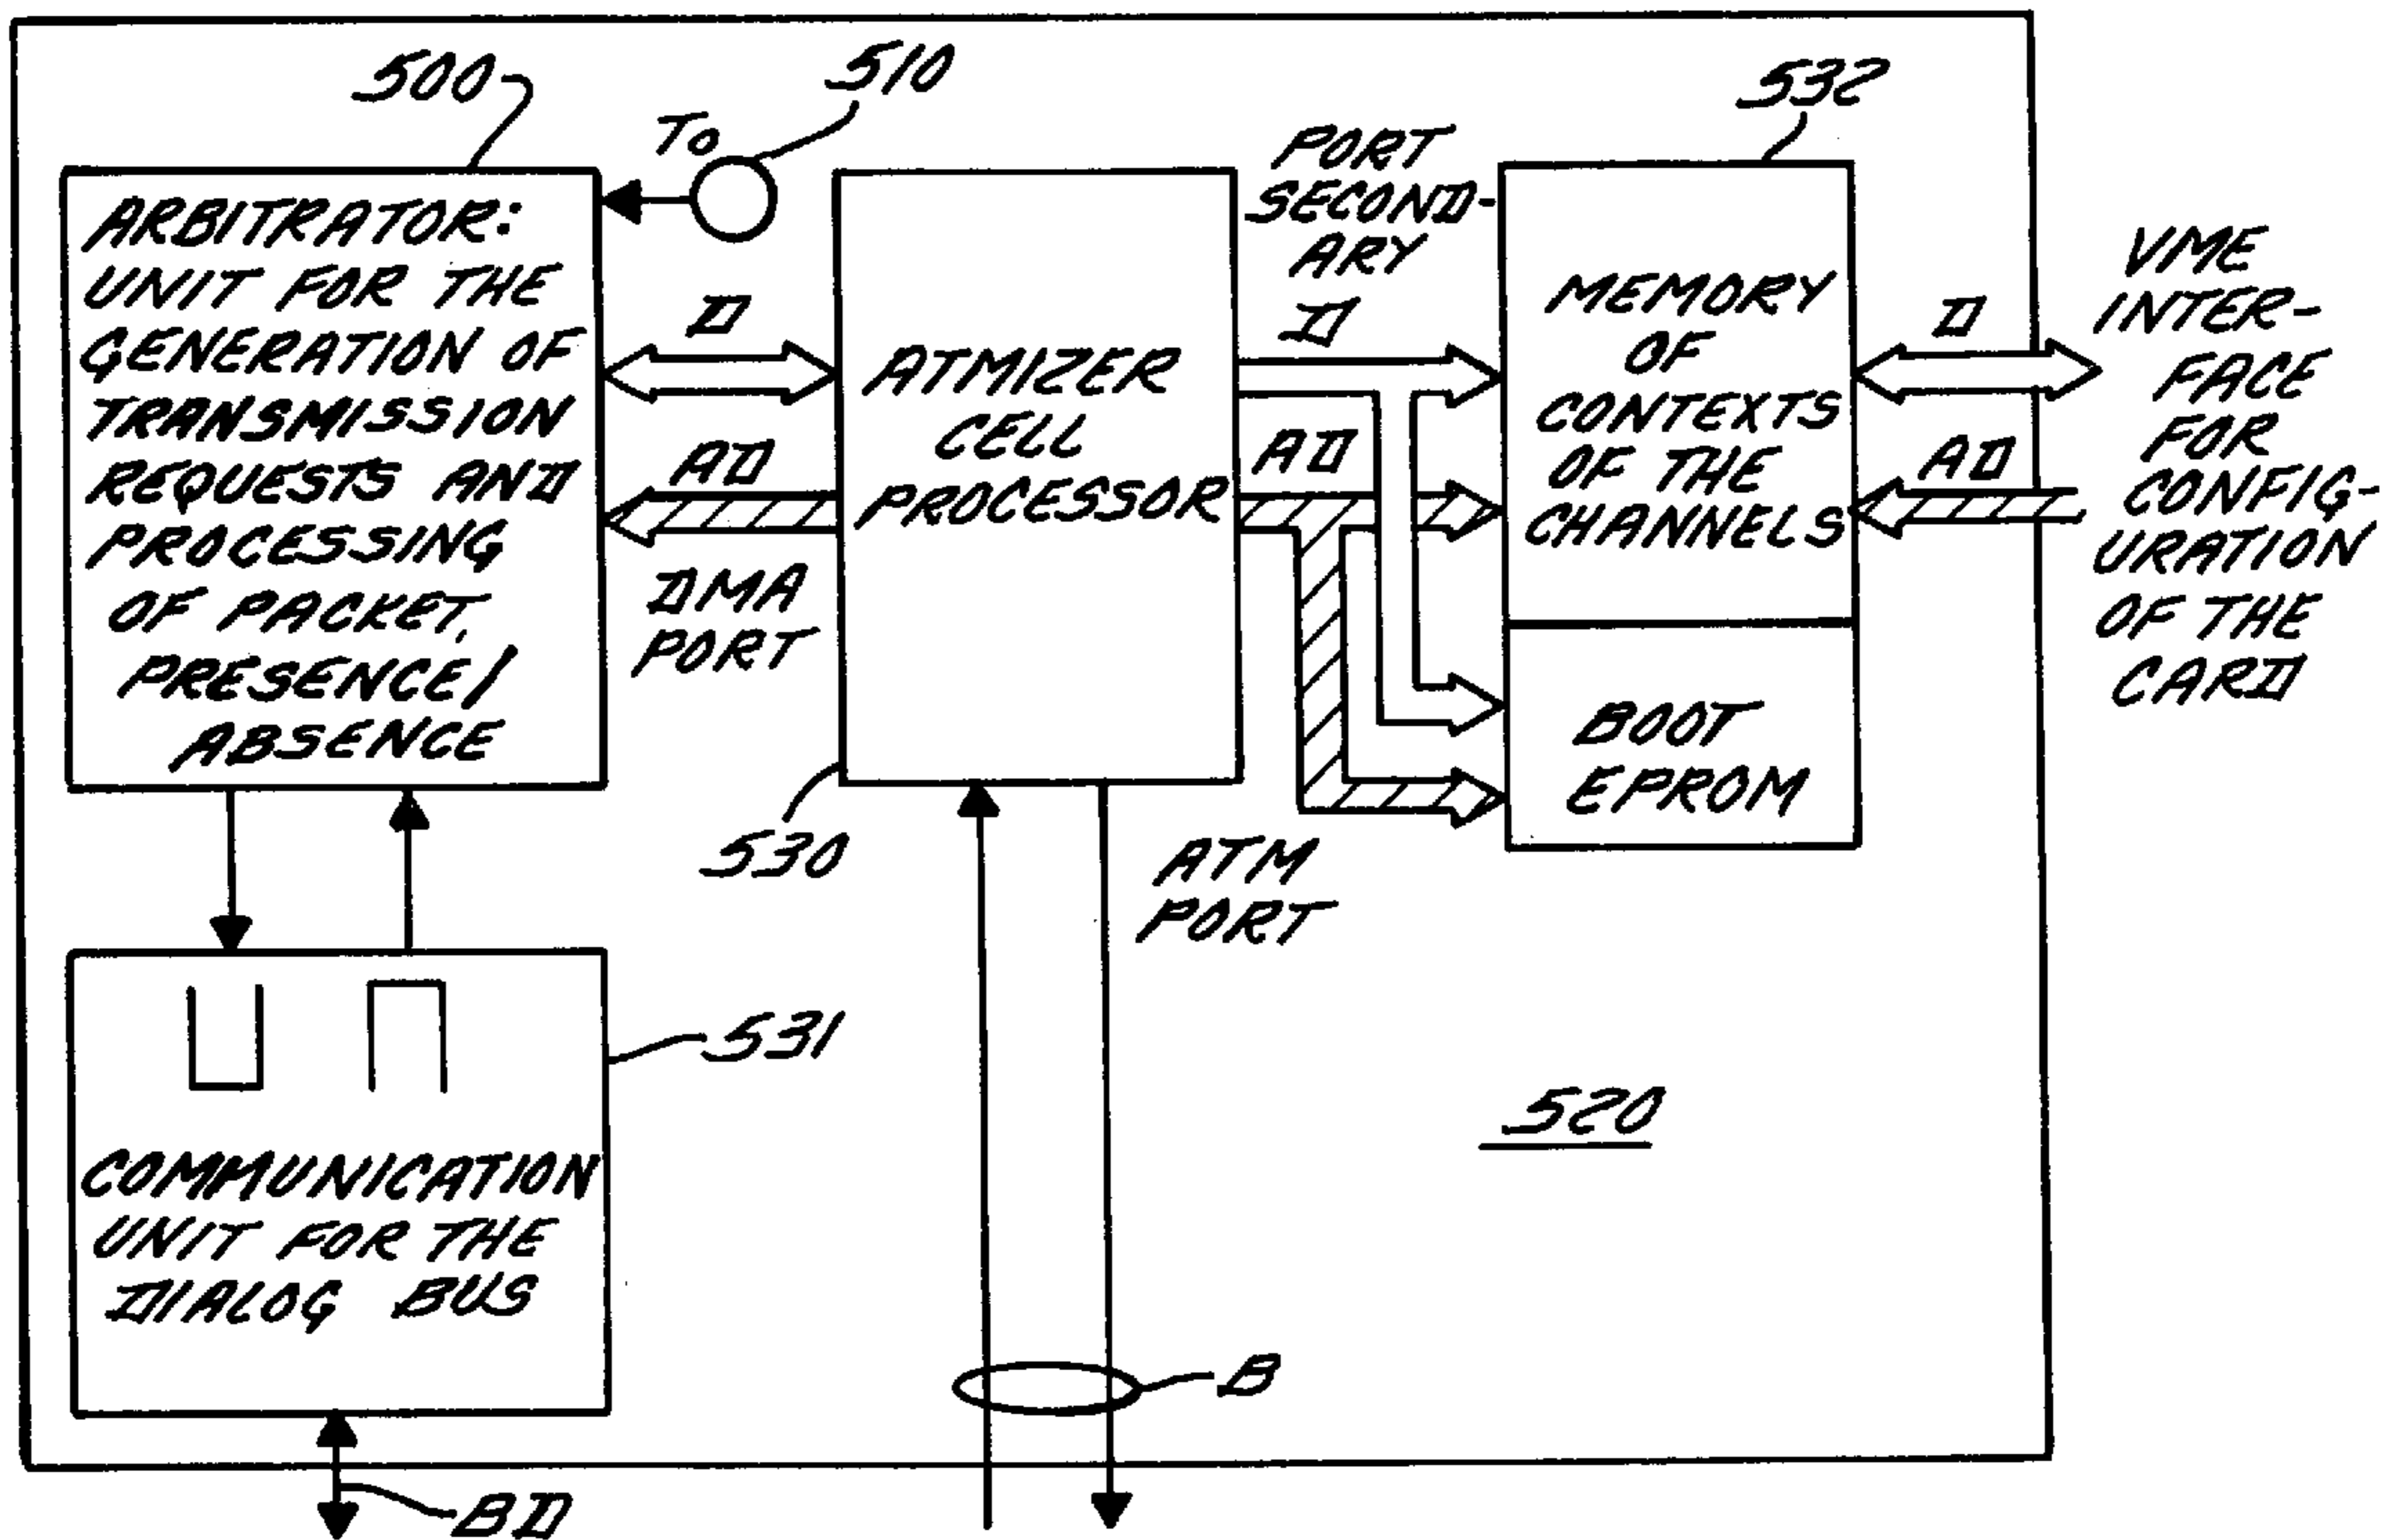 500
510
532
To
ARBITRATOR:
UNIT FOR THE
GENERATION OF
TRANSMISSION
REQUESTS AND
PROCESSING
OF PACKET,
PRESENCE/
ABSENCE
D
AD
DMA
PORT
ATMIZER
CELL
PROCESSOR
530
PORT
SECOND-
ARY
D
AD
MEMORY
OF
CONTEXTS
OF THE
CHANNELS
BOOT
EPROM
D
AD
VME
INTER-
FACE
FOR
CONFIG-
URATION
OF THE
CARD
ATM
PORT
531
COMMUNICATION
UNIT FOR THE
DIALOG BUS
520
B
BD